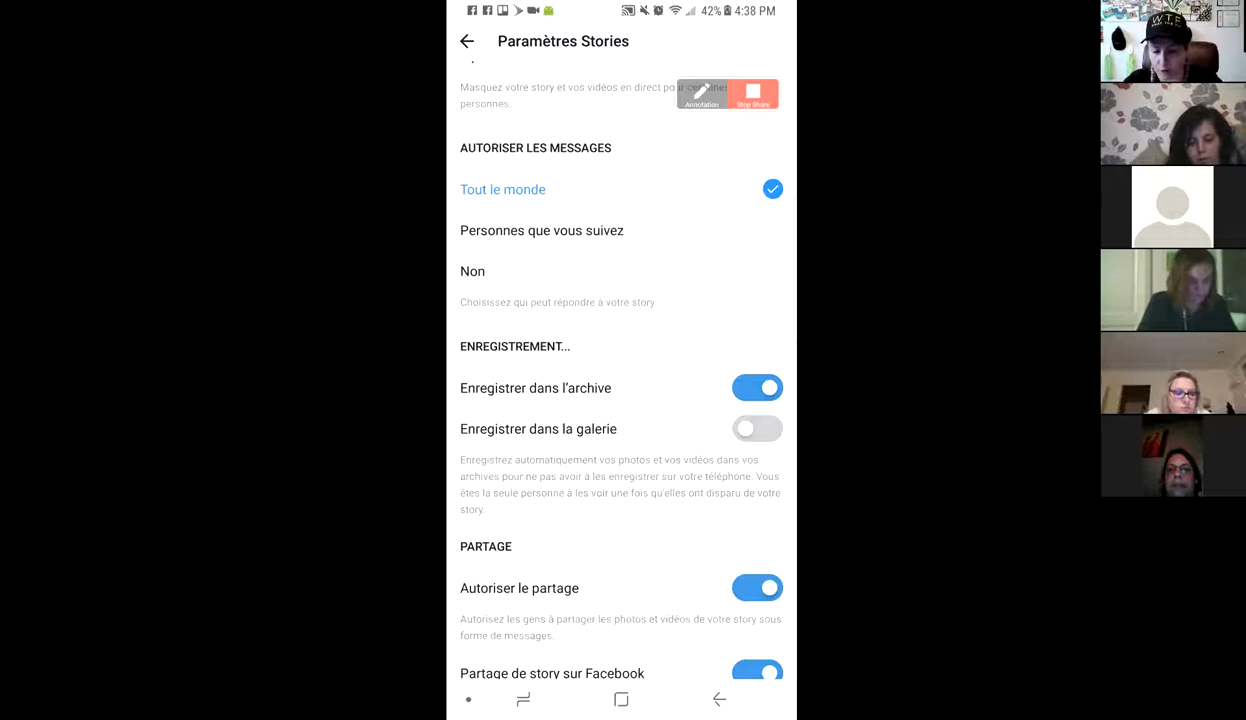 42% 4:38 PM
Paramètres Stories
Masquez votre story et vos vidéos en direct pour certaines
personnes.
Annotation
Stop Share
AUTORISER LES MESSAGES
Tout le monde
Personnes que vous suivez
Non
Choisissez qui peut répondre à votre story
ENREGISTREMENT...
Enregistrer dans l’archive
Enregistrer dans la galerie
Enregistrez automatiquement vos photos et vos vidéos dans vos
archives pour ne pas avoir à les enregistrer sur votre téléphone. Vous
êtes la seule personne à les voir une fois qu'elles ont disparu de votre
story.
PARTAGE
Autoriser le partage
Autorisez les gens à partager les photos et vidéos de votre story sous
forme de messages.
Partage de story sur Facebook
WTF